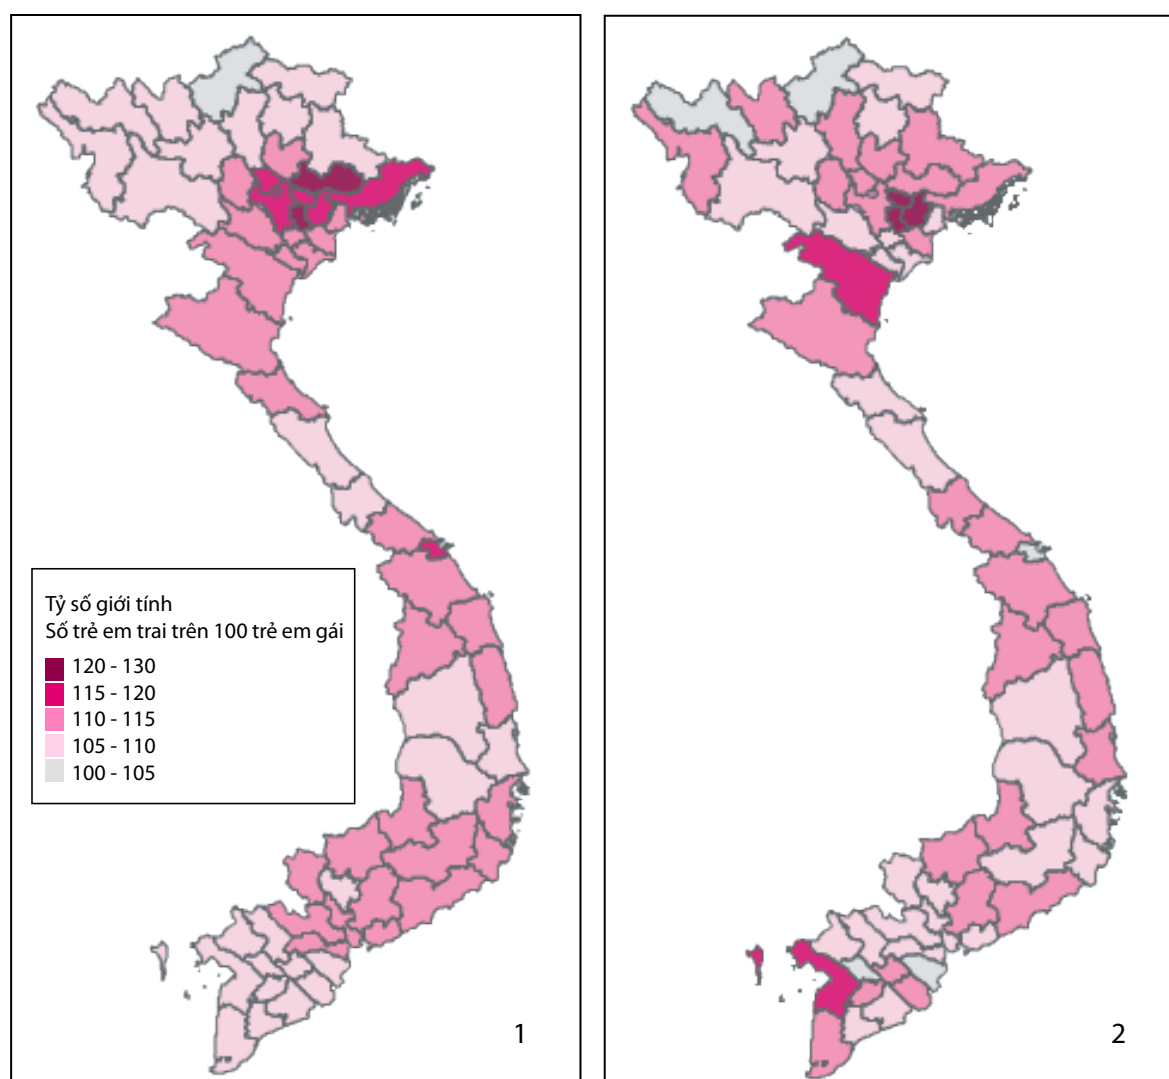 Tỷ số giới tính
Số trẻ em trai trên 100 trẻ em gái
120 - 130
115 - 120
110 - 115
105 - 110
100 - 105
1
2